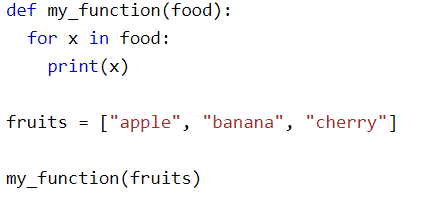 def my_function(food):
  for x in food:
    print(x)

fruits = ["apple", "banana", "cherry"]

my_function(fruits)